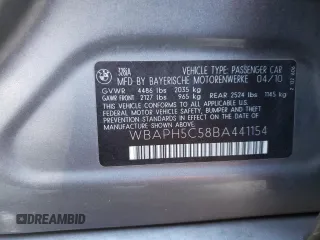 328iA VEHICLE TYPE: PASSENGER CAR
MFD BY BAYERISCHE MOTORENWERKE 04/10
GVWR 4486 lbs 2035 kg
GAWR FRONT 2127 lbs 965 kg REAR 2524 lbs 1145 kg
THIS VEHICLE CONFORMS TO ALL APPLICABLE U.S.
FEDERAL MOTOR VEHICLE SAFETY, BUMPER, AND
THEFT PREVENTION STANDARDS IN EFFECT ON THE
DATE OF MANUFACTURE SHOWN ABOVE.
WBAPH5C58BA441154